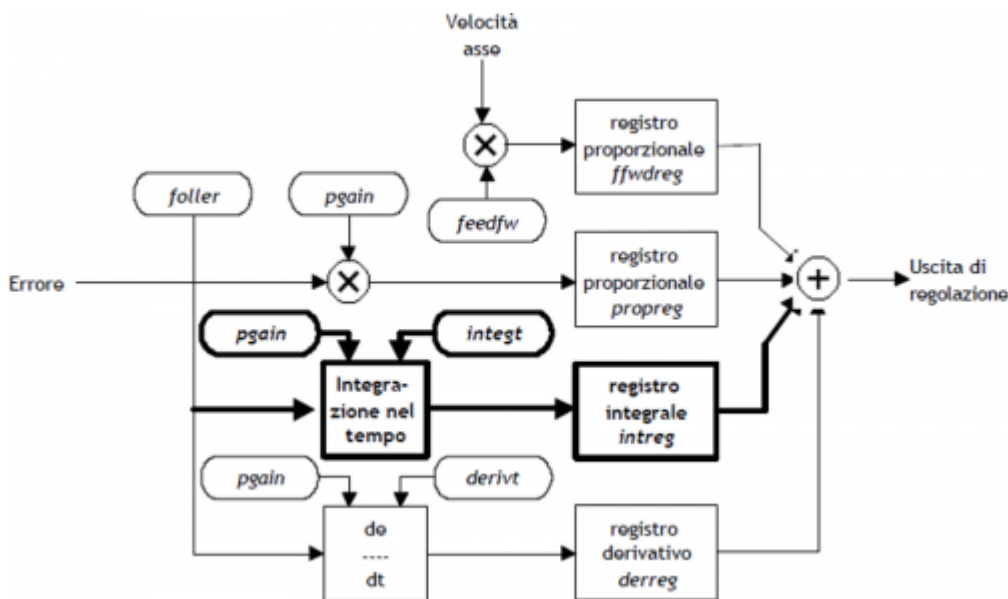 Velocità
asse
registro
proporzionale
ffwdreg
foller
pgain
feedfw
Errore
registro
proporzionale
propreg
Uscita di
regolazione
pgain
integt
Integra-
zione nel
tempo
registro
integrale
intreg
pgain
derivt
de
----
dt
registro
derivativo
derreg